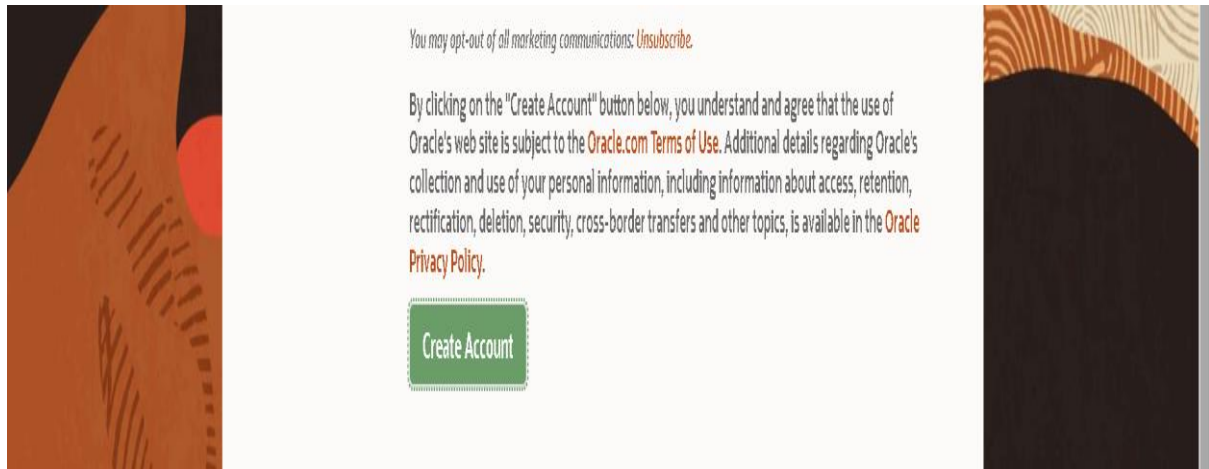 You may opt-out of all marketing communications: Unsubscribe.
By clicking on the "Create Account" button below, you understand and agree that the use of
Oracle's web site is subject to the Oracle.com Terms of Use. Additional details regarding Oracle's
collection and use of your personal information, including information about access, retention,
rectification, deletion, security, cross-border transfers and other topics, is available in the Oracle
Privacy Policy.
Create Account